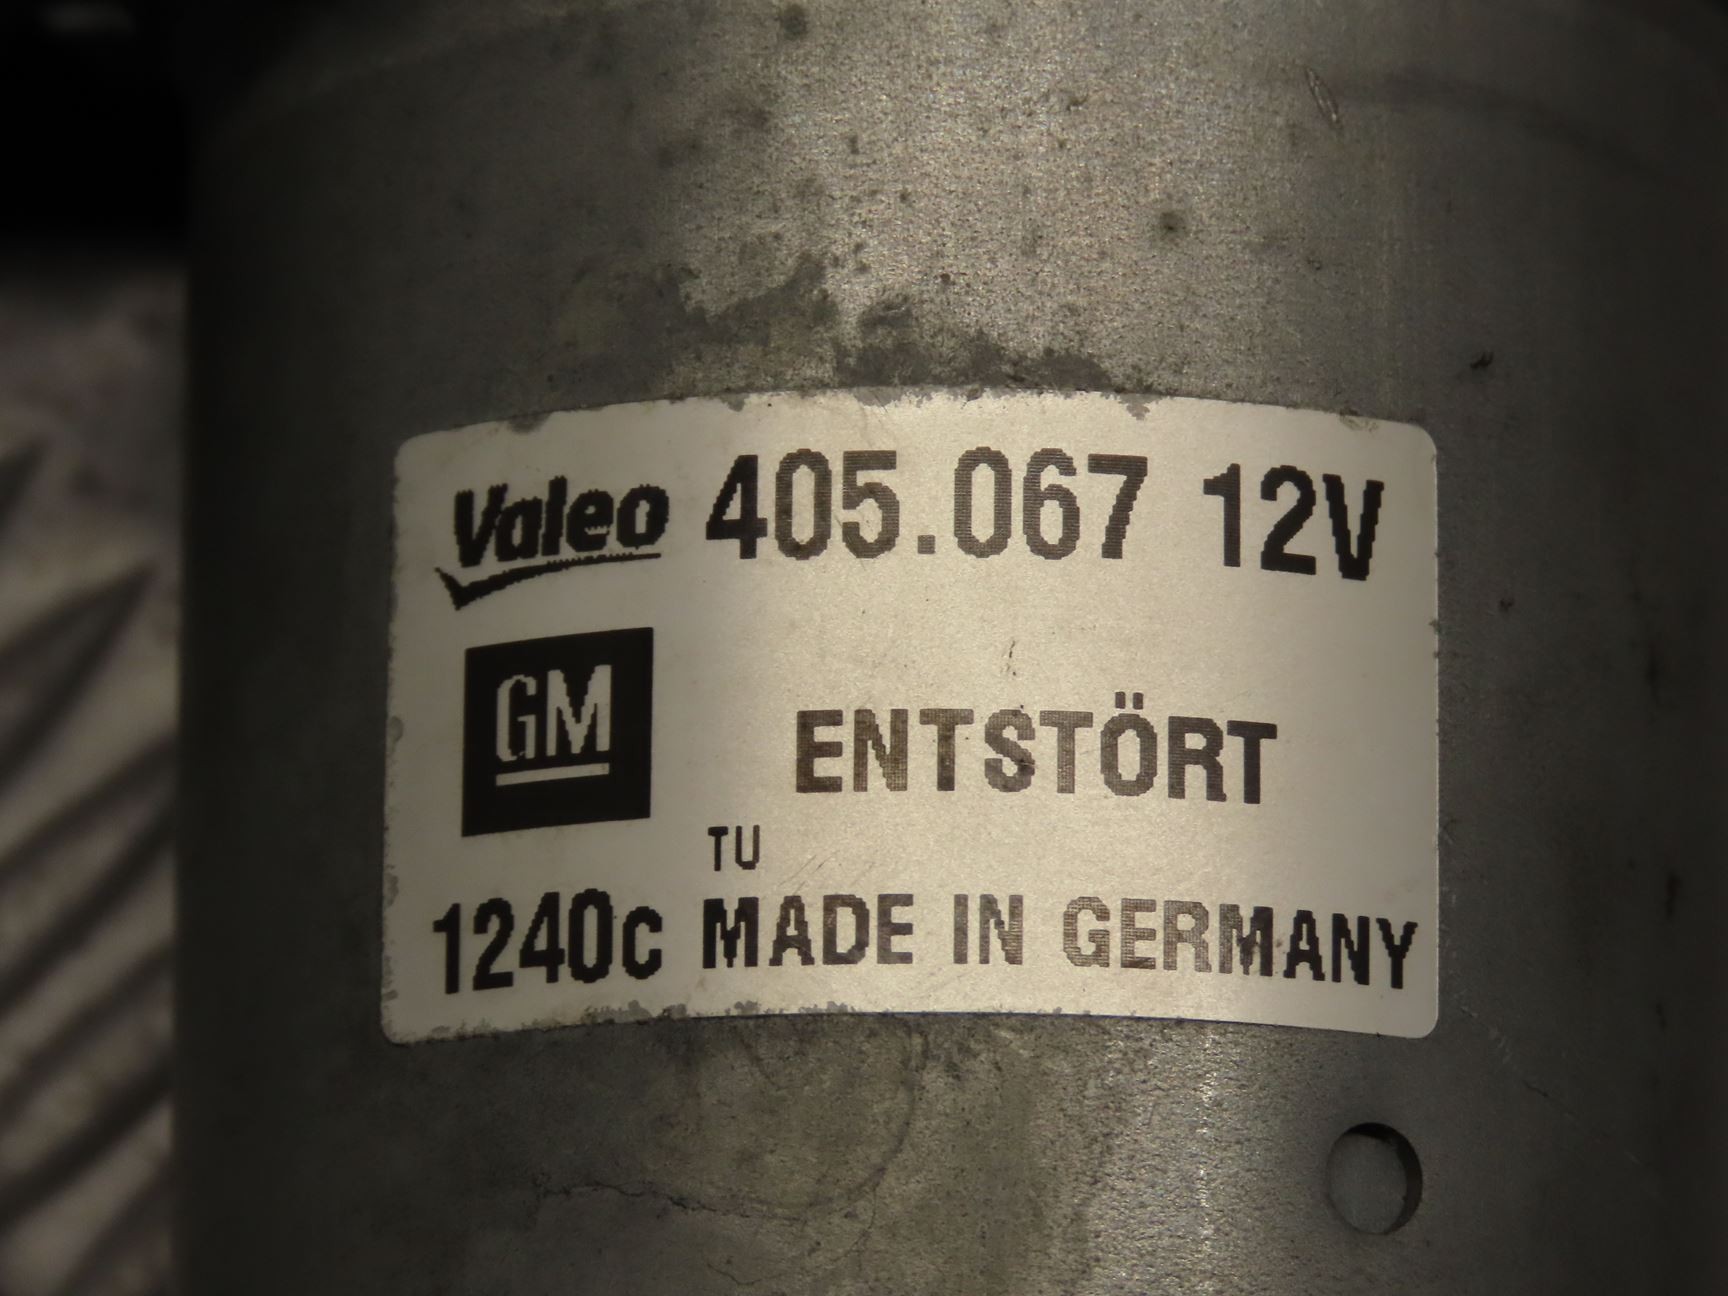 Valeo 405.067 12V
GM
ENTSTÖRT
TU
1240c MADE IN GERMANY